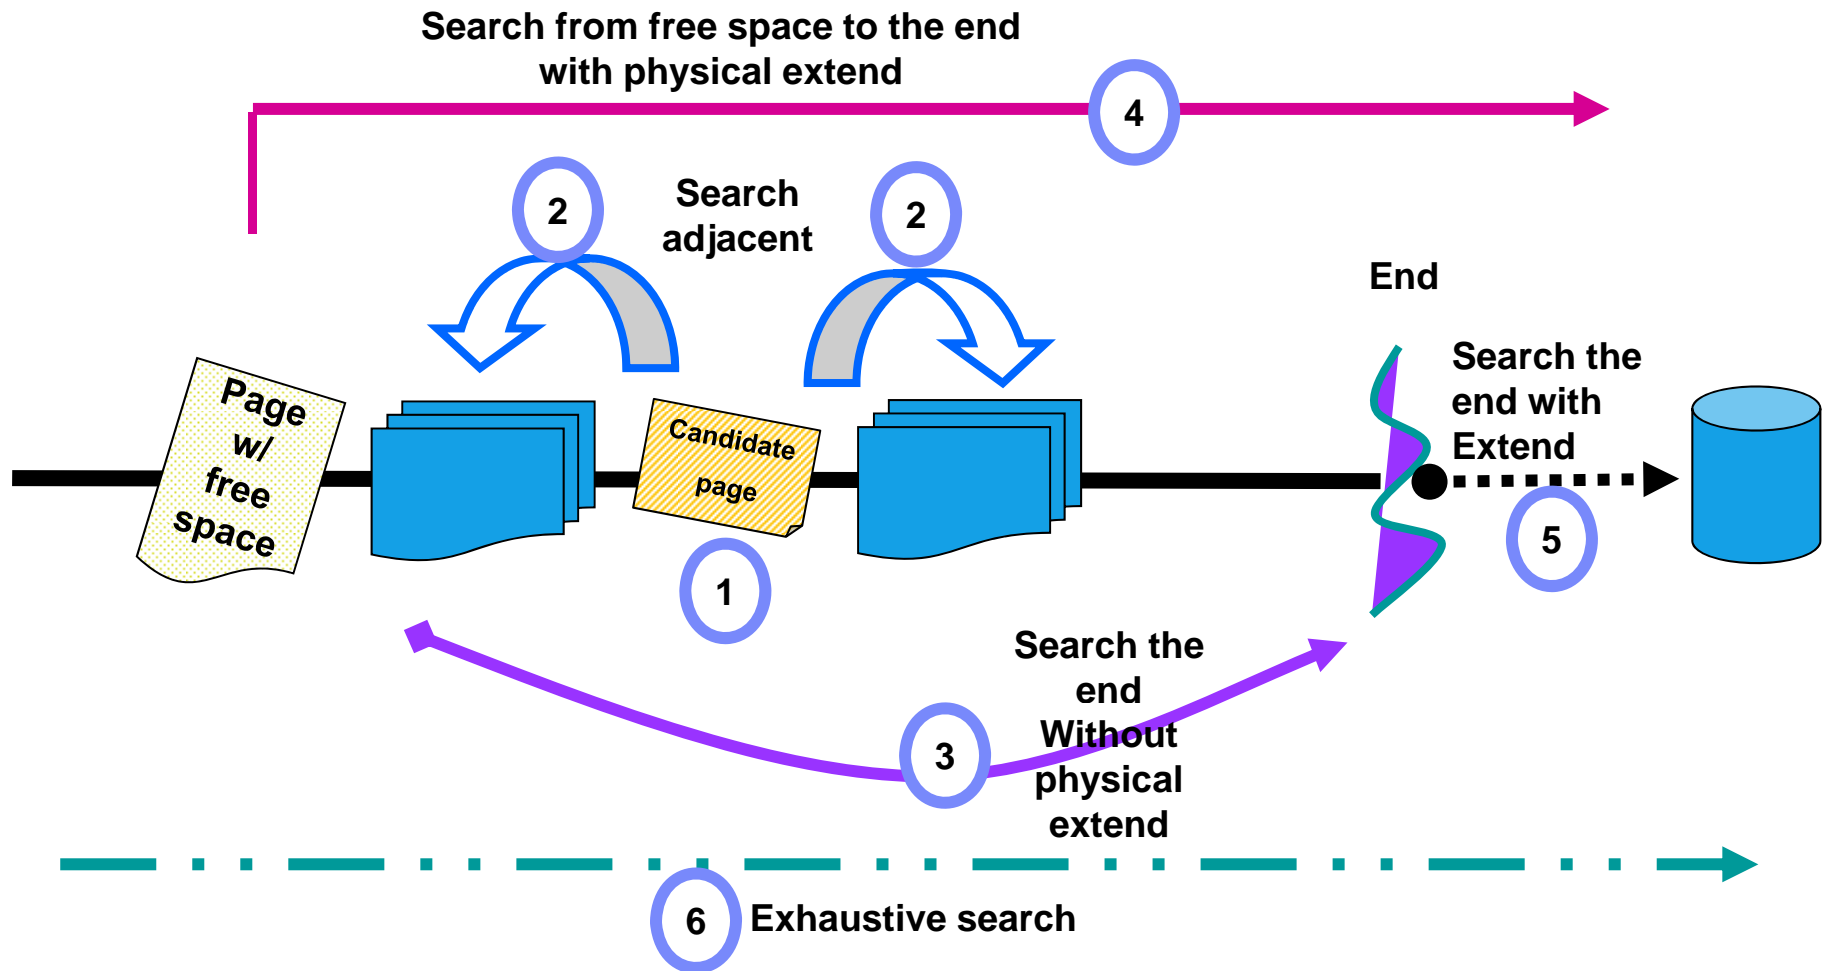 Search from free space to the end
with physical extend
4
2
Search
adjacent
2
End
Search the
end with
Extend
Page
w/
free
space
Candidate
page
5
1
Search the
end
Without
physical
extend
3
6
Exhaustive search